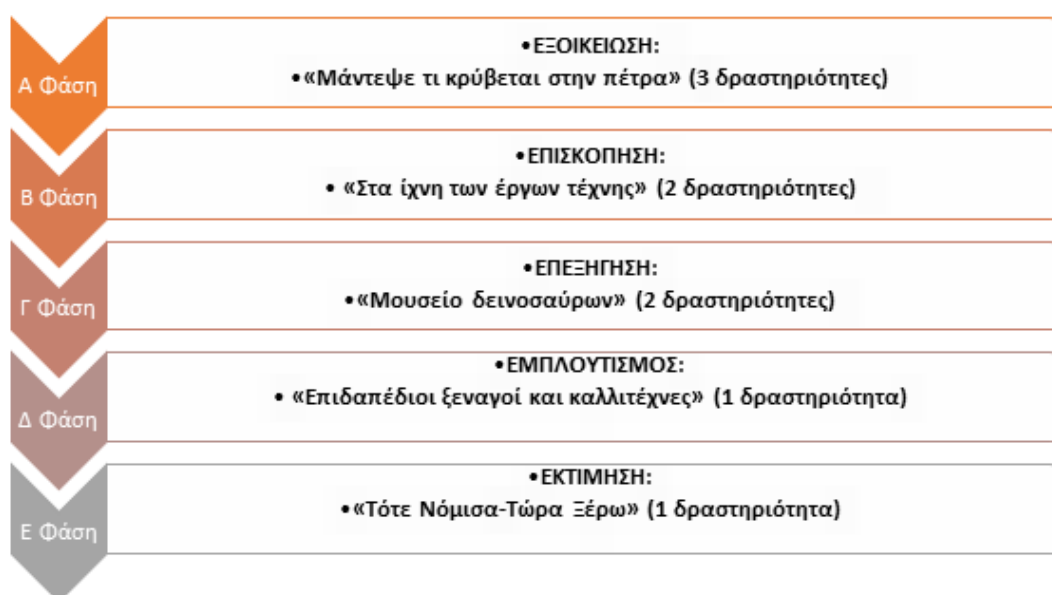 Α Φάση
•ΕΞΟΙΚΕΙΩΣΗ:
•«Μάντεψε τι κρύβεται στην πέτρα» (3 δραστηριότητες)
Β Φάση
•ΕΠΙΣΚΟΠΗΣΗ:
• «Στα ίχνη των έργων τέχνης» (2 δραστηριότητες)
Γ Φάση
•ΕΠΕΞΗΓΗΣΗ:
•«Μουσείο δεινοσαύρων» (2 δραστηριότητες)
Δ Φάση
•ΕΜΠΛΟΥΤΙΣΜΟΣ:
• «Επιδαπέδιοι ξεναγοί και καλλιτέχνες» (1 δραστηριότητα)
Ε Φάση
•ΕΚΤΙΜΗΣΗ:
•«Τότε Νόμισα-Τώρα Ξέρω» (1 δραστηριότητα)